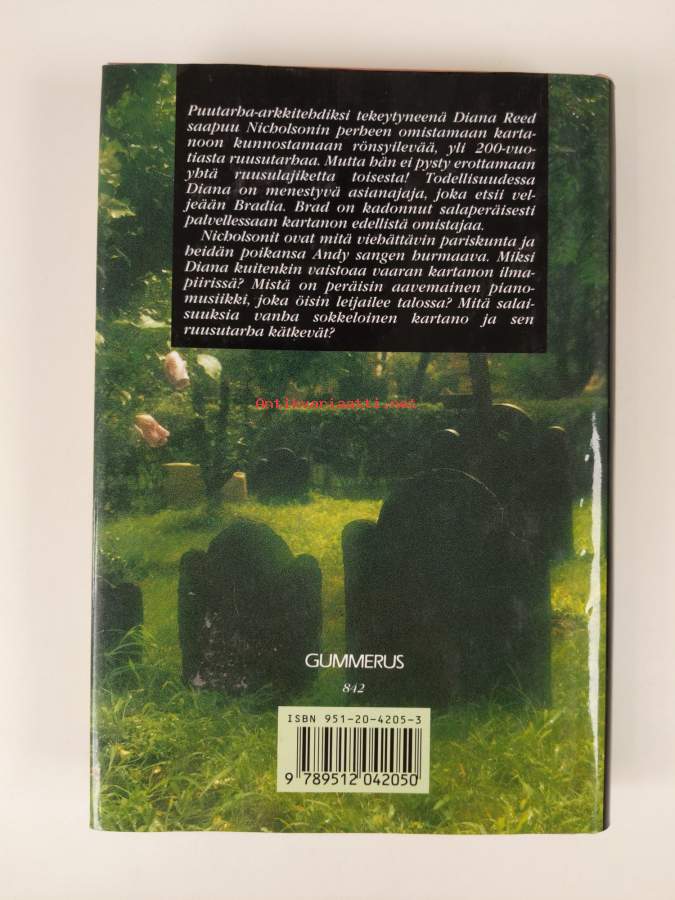 Puutarha-arkkitehdiksi tekeytyneenä Diana Reed
saapuu Nicholsonin perheen omistamaan karta-
noon kunnostamaan rönsyilevää, yli 200-vuo-
tiasta ruusutarhaa. Mutta hän ei pysty erottamaan
yhtä ruusulajiketta toisesta! Todellisuudessa
Diana on menestyvä asianajaja, joka etsii vel-
jeään Bradia. Brad on kadonnut salaperäisesti
palvellessaan kartanon edellistä omistajaa.
Nicholsonit ovat mitä viehättävin pariskunta ja
heidän poikansa Andy sangen hurmaava. Miksi
Diana kuitenkin vaistoaa vaaran kartanon ilma-
piirissä? Mistä on peräisin aavemainen piano-
musiikki, joka öisin leijailee talossa? Mitä salai-
suuksia vanha sokkeloinen kartano ja sen
ruusutarha kätkevät?
Antikvariaatti.net
GUMMERUS
842
ISBN 951-20-4205-3
9 789512 042050